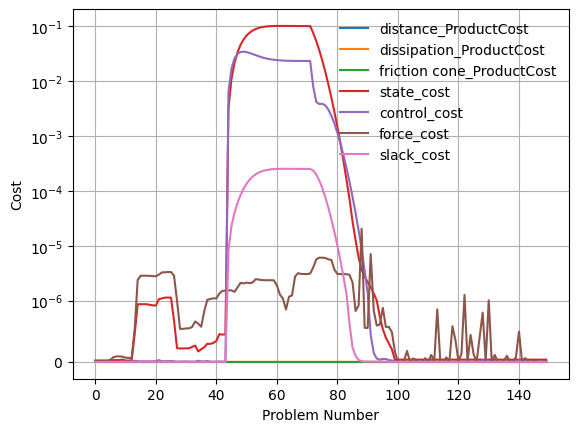 distance_ProductCost
dissipation_ProductCost
friction cone_ProductCost
state_cost
control_cost
force_cost
slack_cost
10⁻¹
10⁻²
10⁻³
10⁻⁴
10⁻⁵
10⁻⁶
0
Cost
0 20 40 60 80 100 120 140
Problem Number